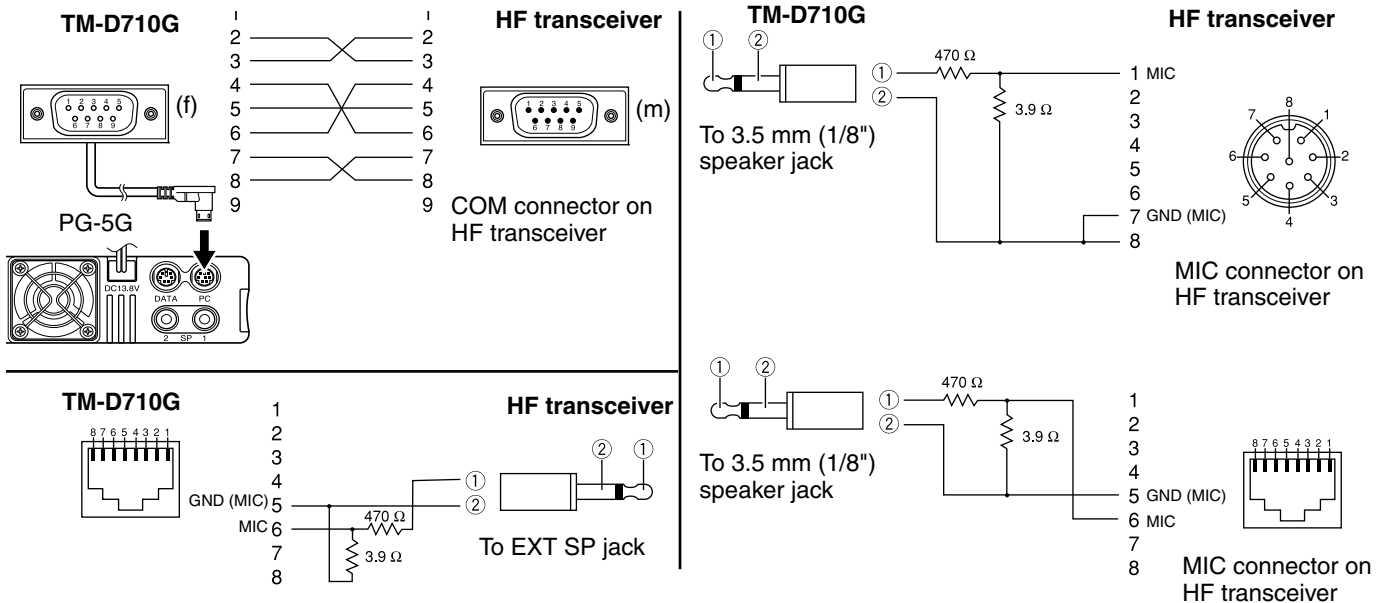 TM-D710G
HF transceiver
1 1
2 2
3 3
4 4
5 5
6 6
7 7
8 8
9 9
1 2 3 4 5
6 7 8 9
(f)
1 2 3 4 5
6 7 8 9
(m)
PG-5G
COM connector on
HF transceiver
DC13.8V
DATA PC
2 SP 1
TM-D710G
HF transceiver
8 7 6 5 4 3 2 1
1
2
3
4
GND (MIC) 5
MIC 6
7
8
470 Ω
3.9 Ω
①
②
② ①
To EXT SP jack
TM-D710G
HF transceiver
① ②
①
②
470 Ω
3.9 Ω
To 3.5 mm (1/8")
speaker jack
1 MIC
2
3
4
5
6
7 GND (MIC)
8
8
7 1
6 2
5 3
4
MIC connector on
HF transceiver
① ②
①
②
470 Ω
3.9 Ω
To 3.5 mm (1/8")
speaker jack
1
2
3
4
5 GND (MIC)
6 MIC
7
8
8 7 6 5 4 3 2 1
MIC connector on
HF transceiver